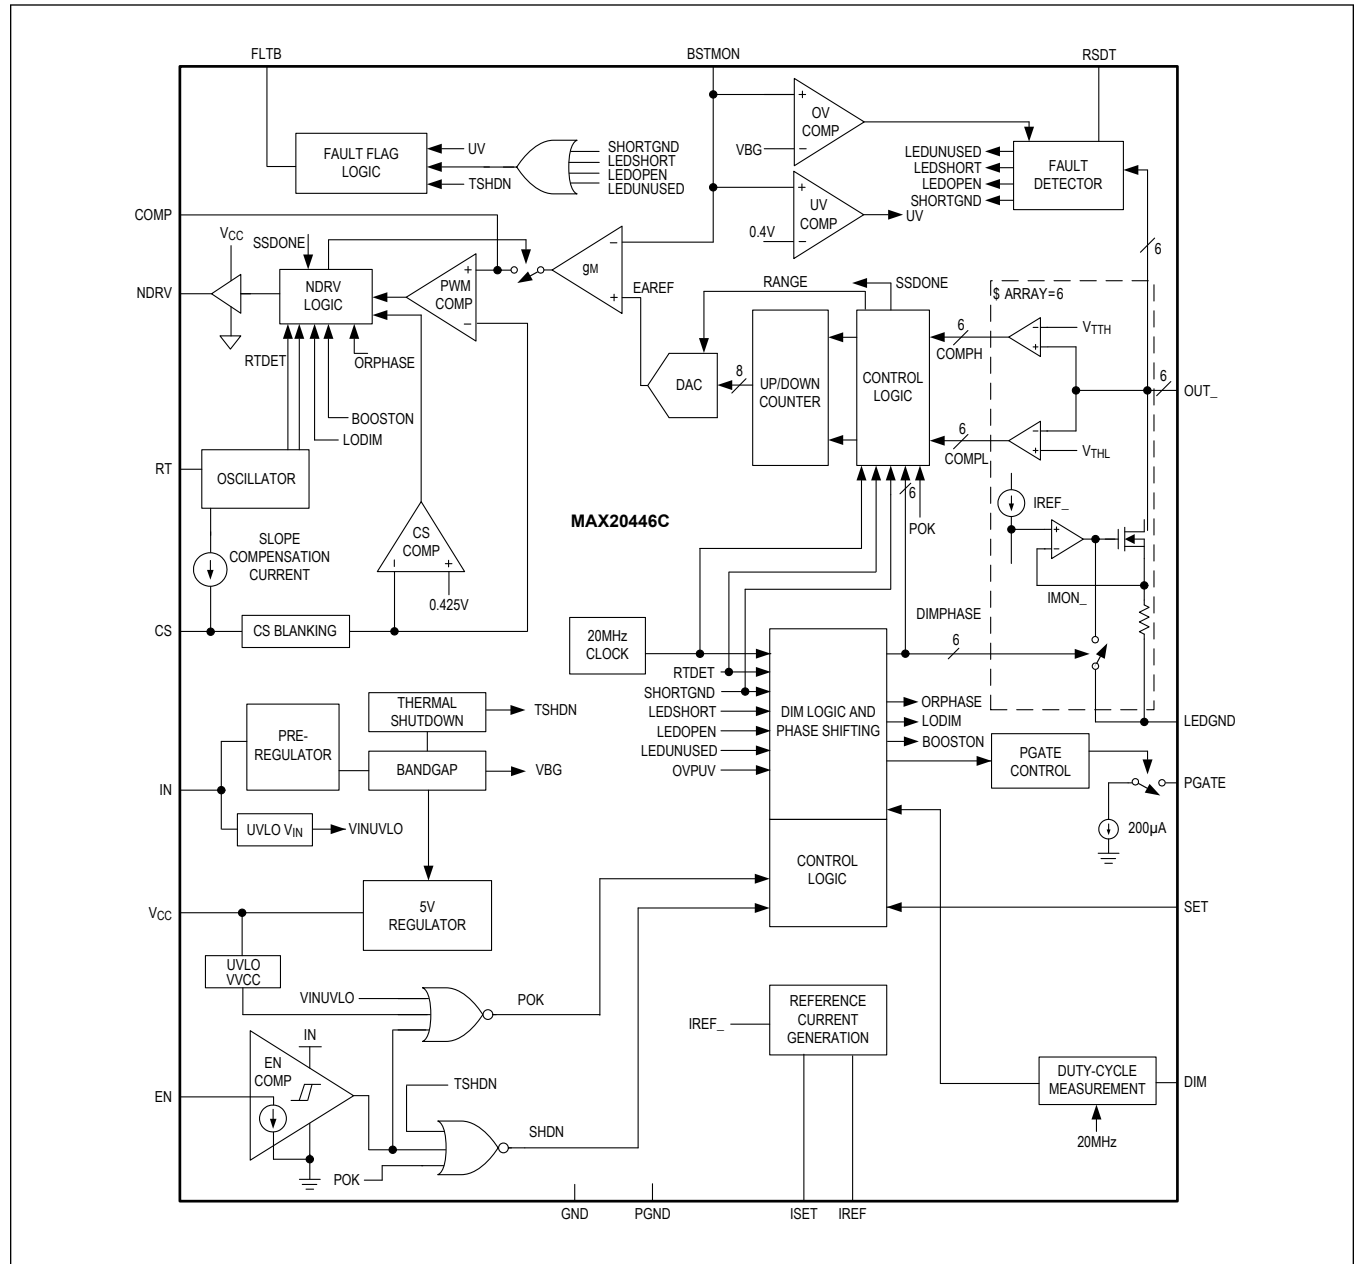 FLTB
BSTMON
RSDT
OV
COMP
VBG
FAULT FLAG
LOGIC
UV
TSHDN
SHORTGND
LEDSHORT
LEDOPEN
LEDUNUSED
LEDUNUSED
LEDSHORT
LEDOPEN
SHORTGND
FAULT
DETECTOR
UV
COMP
UV
0.4V
6
COMP
VCC
SSDONE
NDRV
NDRV
LOGIC
PWM
COMP
gM
EAREF
RANGE
SSDONE
$ ARRAY=6
VTTH
6
COMPH
RTDET
ORPHASE
DAC
8
UP/DOWN
COUNTER
CONTROL
LOGIC
6
OUT_
BOOSTON
LODIM
6
COMPL
VTHL
RT
OSCILLATOR
6
POK
IREF_
MAX20446C
SLOPE
COMPENSATION
CURRENT
CS
COMP
0.425V
IMON_
CS
CS BLANKING
20MHz
CLOCK
DIMPHASE
6
RTDET
SHORTGND
LEDSHORT
LEDOPEN
LEDUNUSED
OVPUV
DIM LOGIC AND
PHASE SHIFTING
ORPHASE
LODIM
BOOSTON
LEDGND
THERMAL
SHUTDOWN
TSHDN
PRE-
REGULATOR
BANDGAP
VBG
PGATE
CONTROL
IN
PGATE
UVLO VIN
VINUVLO
200µA
CONTROL
LOGIC
VCC
5V
REGULATOR
SET
UVLO
VVCC
VINUVLO
POK
REFERENCE
CURRENT
GENERATION
IREF_
IN
EN
COMP
EN
TSHDN
SHDN
POK
DUTY-CYCLE
MEASUREMENT
DIM
20MHz
GND
PGND
ISET
IREF